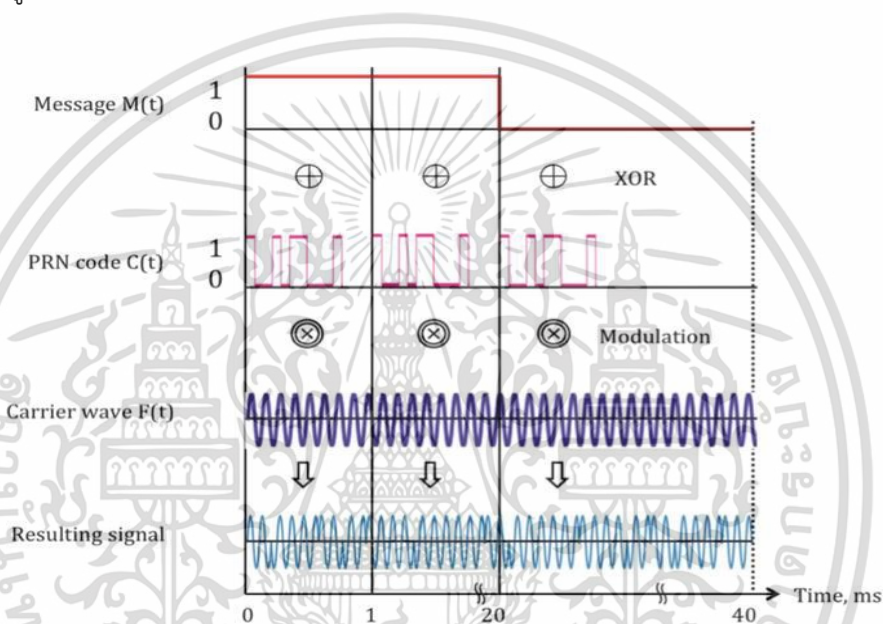 Message M(t)
1
0
XOR
PRN code C(t)
1
0
Modulation
Carrier wave F(t)
Resulting signal
Time, ms
0 1 20 40